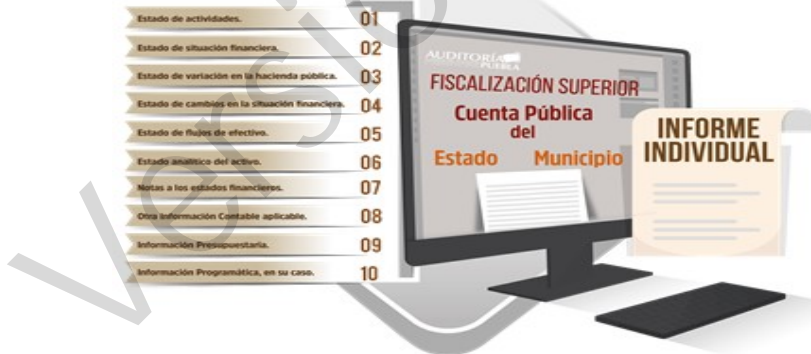 Estado de actividades. 01
Estado de situación financiera. 02
Estado de variación en la hacienda pública. 03
Estado de cambios en la situación financiera. 04
Estado de flujos de efectivo. 05
Estado analítico del activo. 06
Notas a los estados financieros. 07
Otra Información Contable aplicable. 08
Información Presupuestaria. 09
Información Programática, en su caso. 10
AUDITORÍA
PUEBLA
FISCALIZACIÓN SUPERIOR
Cuenta Pública
del
Estado Municipio
INFORME
INDIVIDUAL